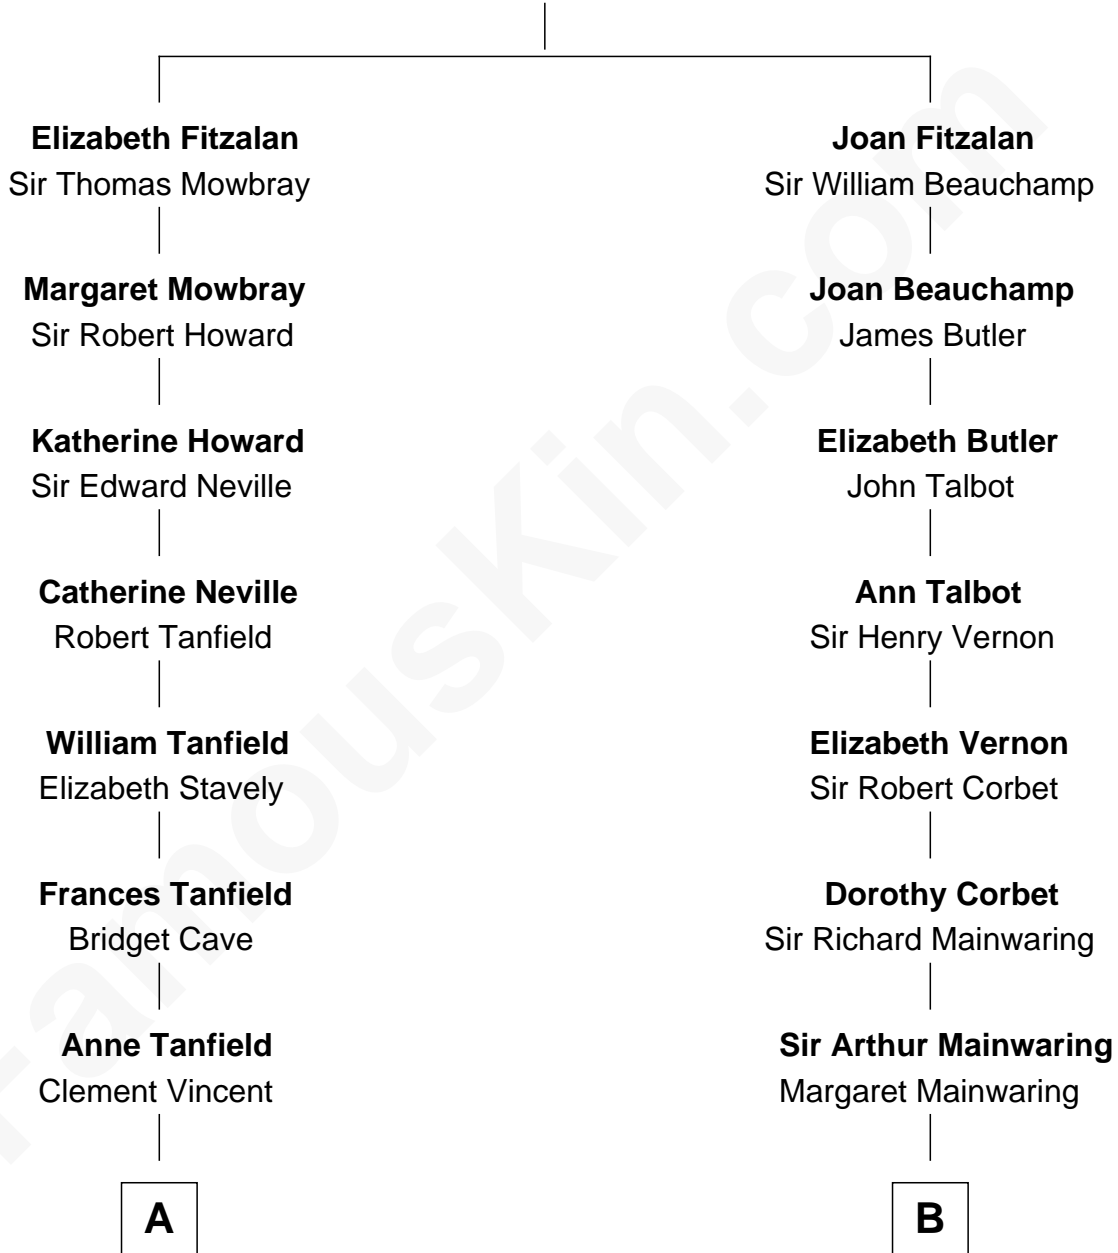 Elizabeth Fitzalan
Sir Thomas Mowbray
Joan Fitzalan
Sir William Beauchamp
Margaret Mowbray
Sir Robert Howard
Joan Beauchamp
James Butler
Katherine Howard
Sir Edward Neville
Elizabeth Butler
John Talbot
Catherine Neville
Robert Tanfield
Ann Talbot
Sir Henry Vernon
William Tanfield
Elizabeth Stavely
Elizabeth Vernon
Sir Robert Corbet
Frances Tanfield
Bridget Cave
Dorothy Corbet
Sir Richard Mainwaring
Anne Tanfield
Clement Vincent
Sir Arthur Mainwaring
Margaret Mainwaring
A
B
FamousKin.com